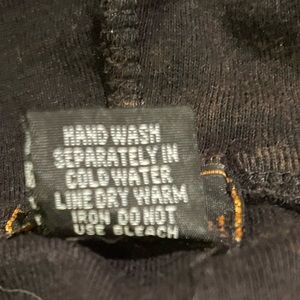 HAND WASH
SEPARATELY IN
COLD WATER
LINE DRY WARM
IRON DO NOT
USE BLEACH